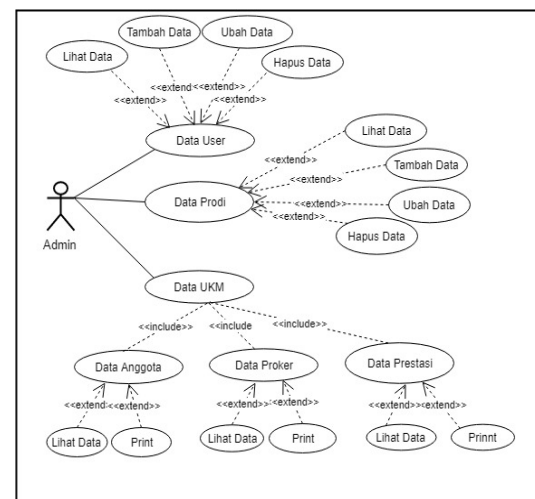 Tambah Data
Ubah Data
Lihat Data
Hapus Data
<<extend>>
<<extend>>
<<extend>>
<<extend>>
Data User
Lihat Data
<<extend>>
Tambah Data
<<extend>>
Data Prodi
Ubah Data
<<extend>>
<<extend>>
Hapus Data
Admin
Data UKM
<<include>>
<<include
<<include>>
Data Anggota
Data Proker
Data Prestasi
<<extend>>
<<extend>>
<<extend>>
<<extend>>
<<extend>>
<<extend>>
Lihat Data
Print
Lihat Data
Print
Lihat Data
Prinnt